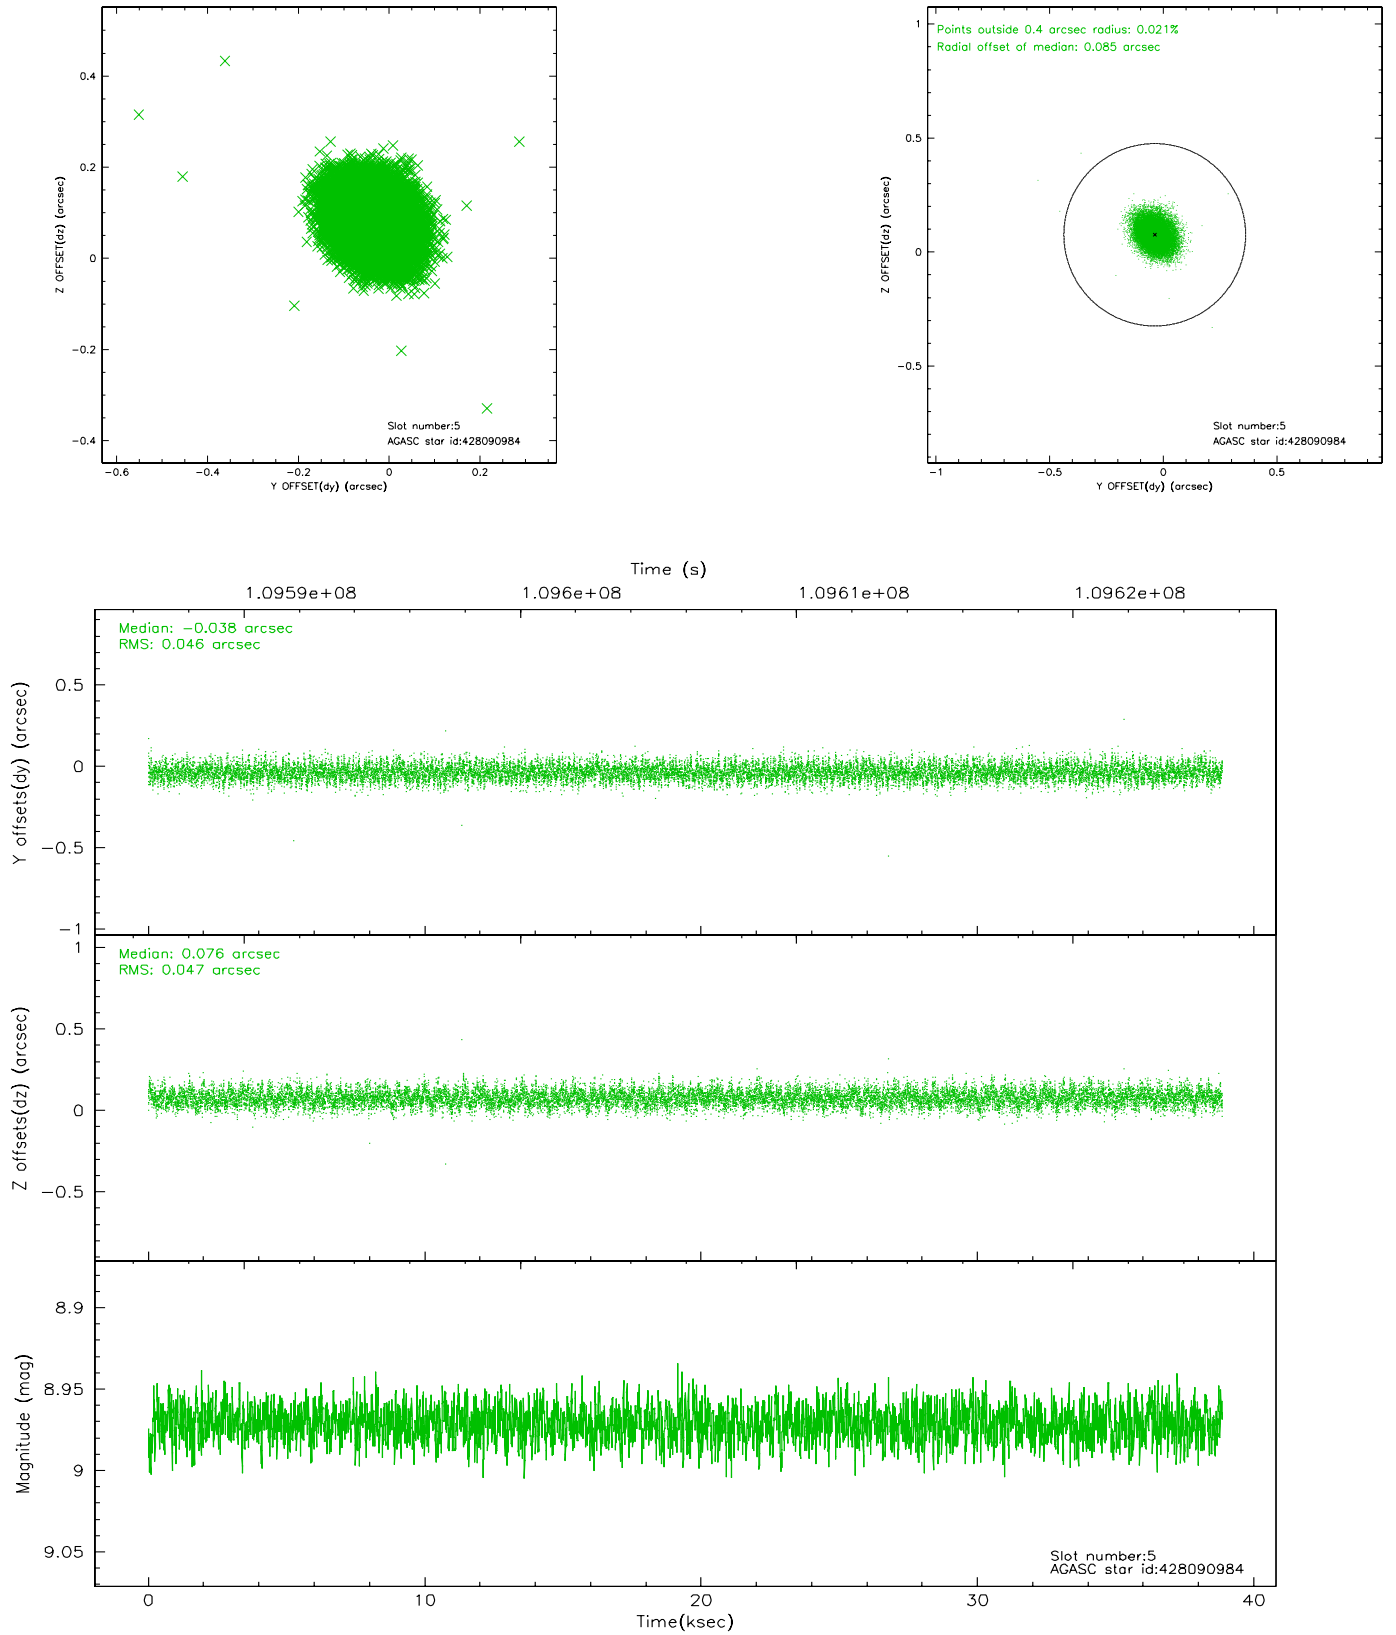 0.4
0.2
0
−0.2
−0.4
Z OFFSET(dz) (arcsec)
−0.6 −0.4 −0.2 0 0.2
Y OFFSET(dy) (arcsec)
Slot number:5
AGASC star id:428090984
Points outside 0.4 arcsec radius: 0.021%
Radial offset of median: 0.085 arcsec
1
0.5
0
−0.5
Z OFFSET(dz) (arcsec)
−1 −0.5 0 0.5
Y OFFSET(dy) (arcsec)
Slot number:5
AGASC star id:428090984
Time (s)
1.0959e+08 1.096e+08 1.0961e+08 1.0962e+08
Median: −0.038 arcsec
RMS: 0.046 arcsec
0.5
0
−0.5
−1
Y offsets(dy) (arcsec)
Median: 0.076 arcsec
RMS: 0.047 arcsec
1
0.5
0
−0.5
Z offsets(dz) (arcsec)
8.9
8.95
9
9.05
Magnitude (mag)
Slot number:5
AGASC star id:428090984
0 10 20 30 40
Time(ksec)